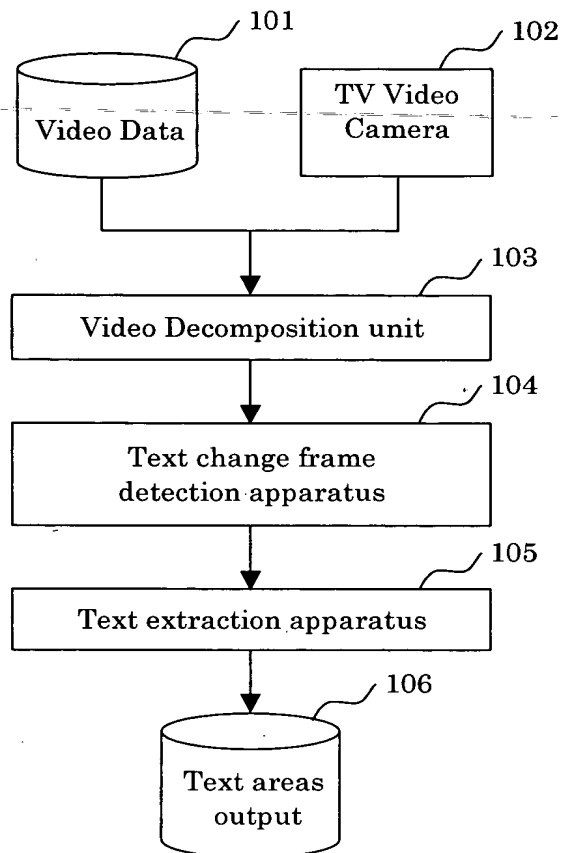 101
102
Video Data
TV Video
Camera
103
Video Decomposition unit
104
Text change frame
detection apparatus
105
Text extraction apparatus
106
Text areas
output